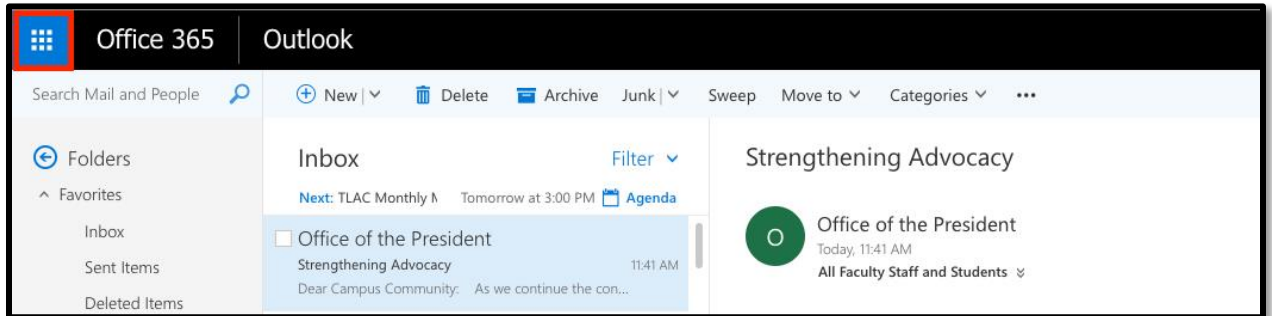 Office 365 Outlook
Search Mail and People New Delete Archive Junk Sweep Move to Categories •••
Folders
Favorites
Inbox
Sent Items
Deleted Items
Inbox Filter
Next: TLAC Monthly Tomorrow at 3:00 PM Agenda
Office of the President
Strengthening Advocacy 11:41 AM
Dear Campus Community: As we continue the con...
Strengthening Advocacy
O
Office of the President
Today, 11:41 AM
All Faculty Staff and Students